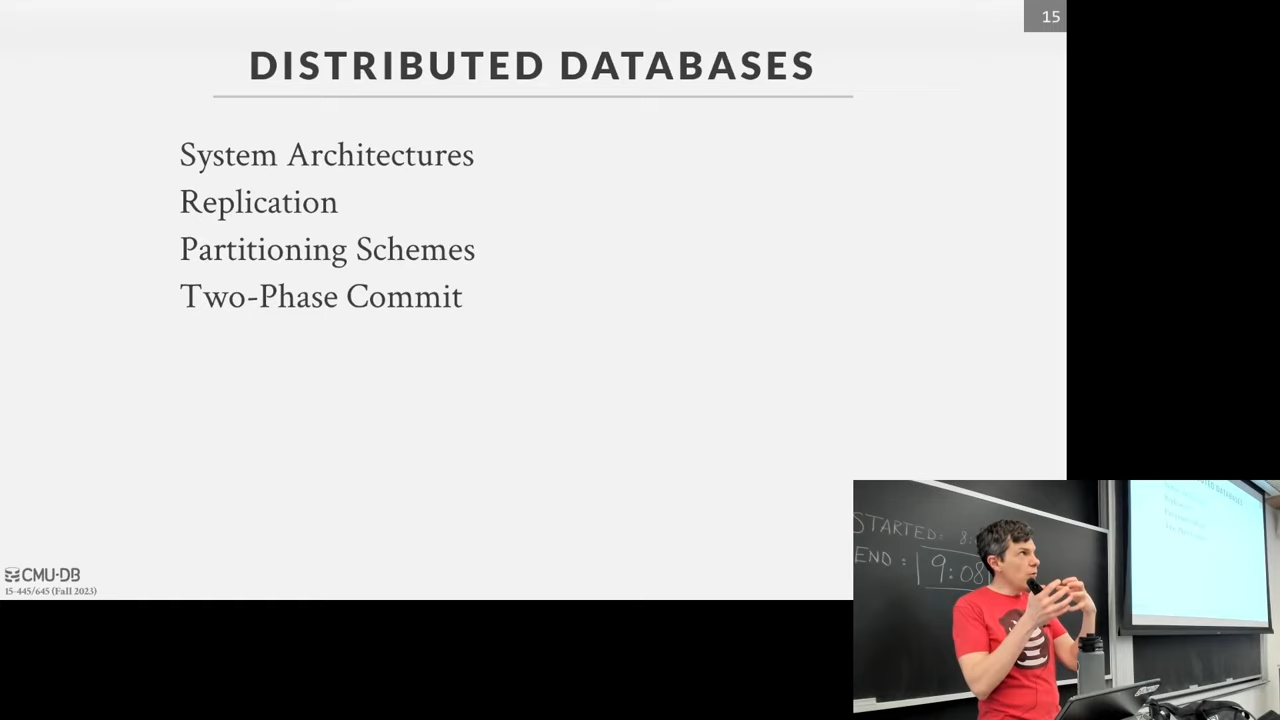 15
DISTRIBUTED DATABASES
System Architectures
Replication
Partitioning Schemes
Two-Phase Commit
CMU·DB
15-445/645 (Fall 2023)
STARTED: 8:
END: 9:08